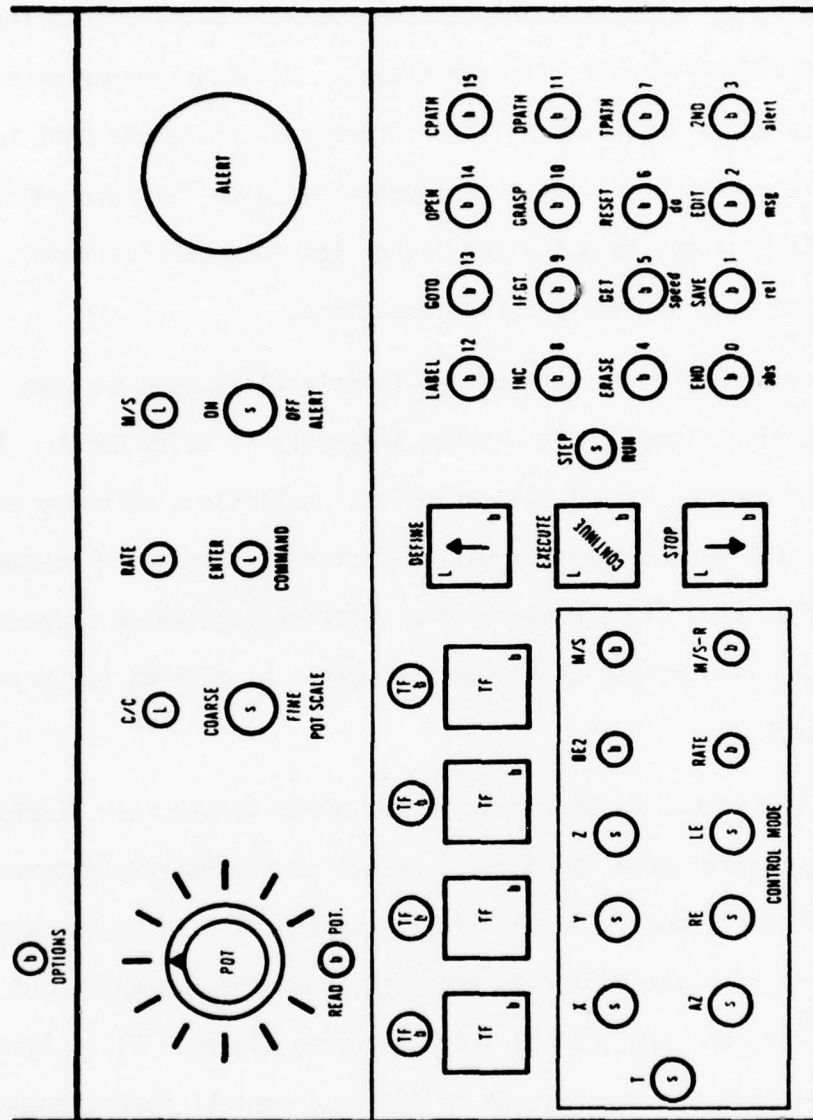 b
OPTIONS
C/C RATE M/S
L L L
POT ALERT
COARSE ENTER ON
S L S
FINE COMMAND OFF
POT SCALE ALERT
READ b POT.
TF TF TF TF
b b b b
TF TF TF TF
b b b b
DEFINE
L b
EXECUTE
L CONTINUE b
STOP
L b
STEP
S
RUN
LABEL GOTO OPEN CPATH
b 12 b 13 b 14 b 15
INC IF.GT. GRASP DPATH
b 8 b 9 b 10 b 11
ERASE GET RESET TPATH
b 4 b 5 b 6 b 7
speed do
END SAVE EDIT 2ND
b 0 b 1 b 2 b 3
abs rel msg alert
X Y Z M/S
S S S b b
T
S
AZ RE LE RATE M/S-R
S S S b b
CONTROL MODE